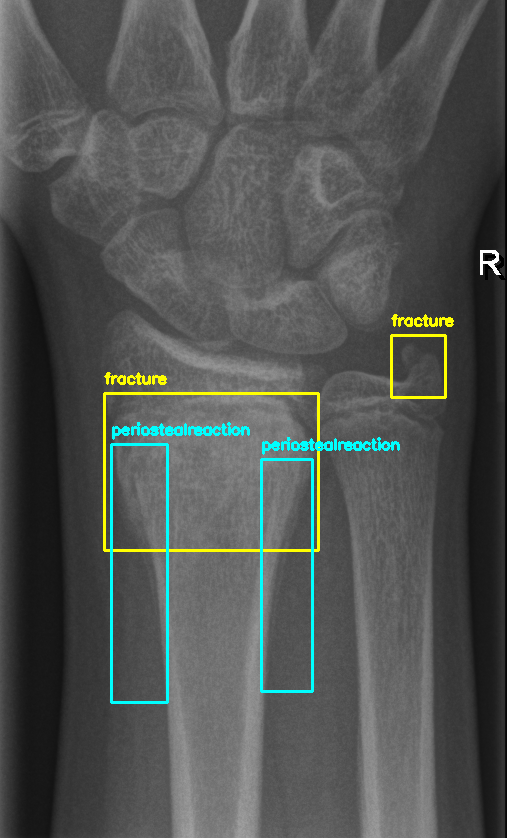 R
fracture
fracture
periostealreaction
periostealreaction